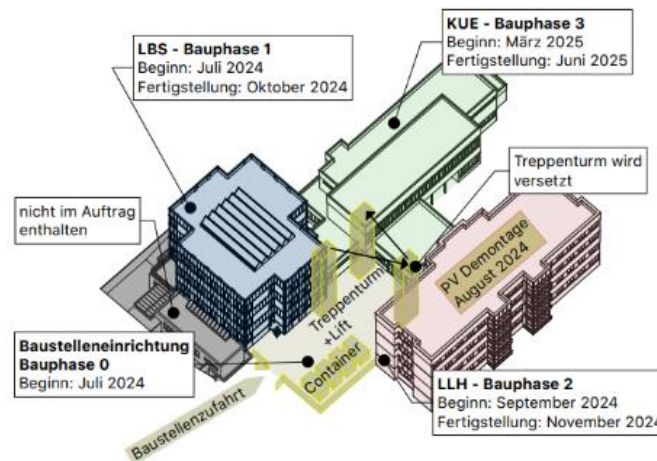 LBS - Bauphase 1
Beginn: Juli 2024
Fertigstellung: Oktober 2024
KUE - Bauphase 3
Beginn: März 2025
Fertigstellung: Juni 2025
Treppenturm wird
versetzt
nicht im Auftrag
enthalten
PV Demontage
August 2024
Treppenturm
+Lift
Container
Baustelleneinrichtung
Bauphase 0
Beginn: Juli 2024
Baustellenzufahrt
LLH - Bauphase 2
Beginn: September 2024
Fertigstellung: November 2024